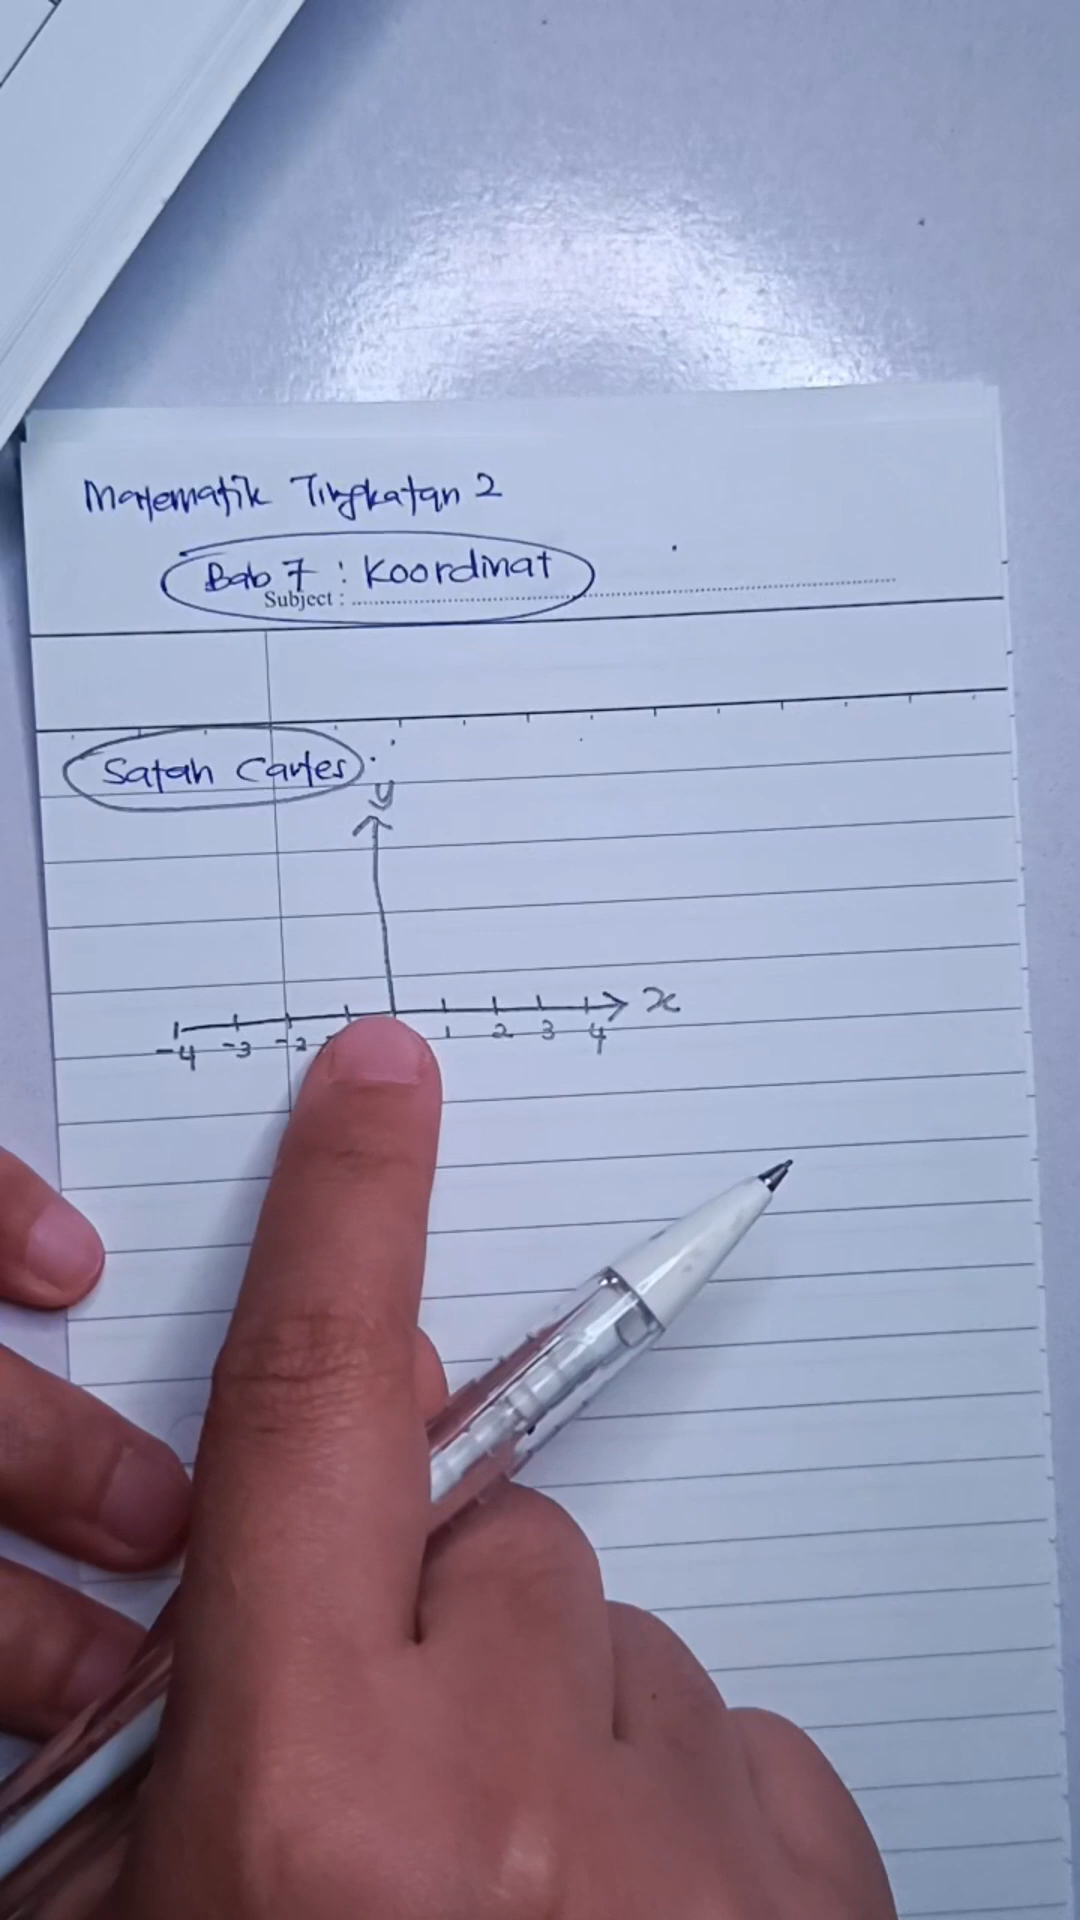 Matematik Tingkatan 2
Bab 7 : Koordinat
Subject :
Satah Cartes
y
x
-4 -3 -2 1 2 3 4